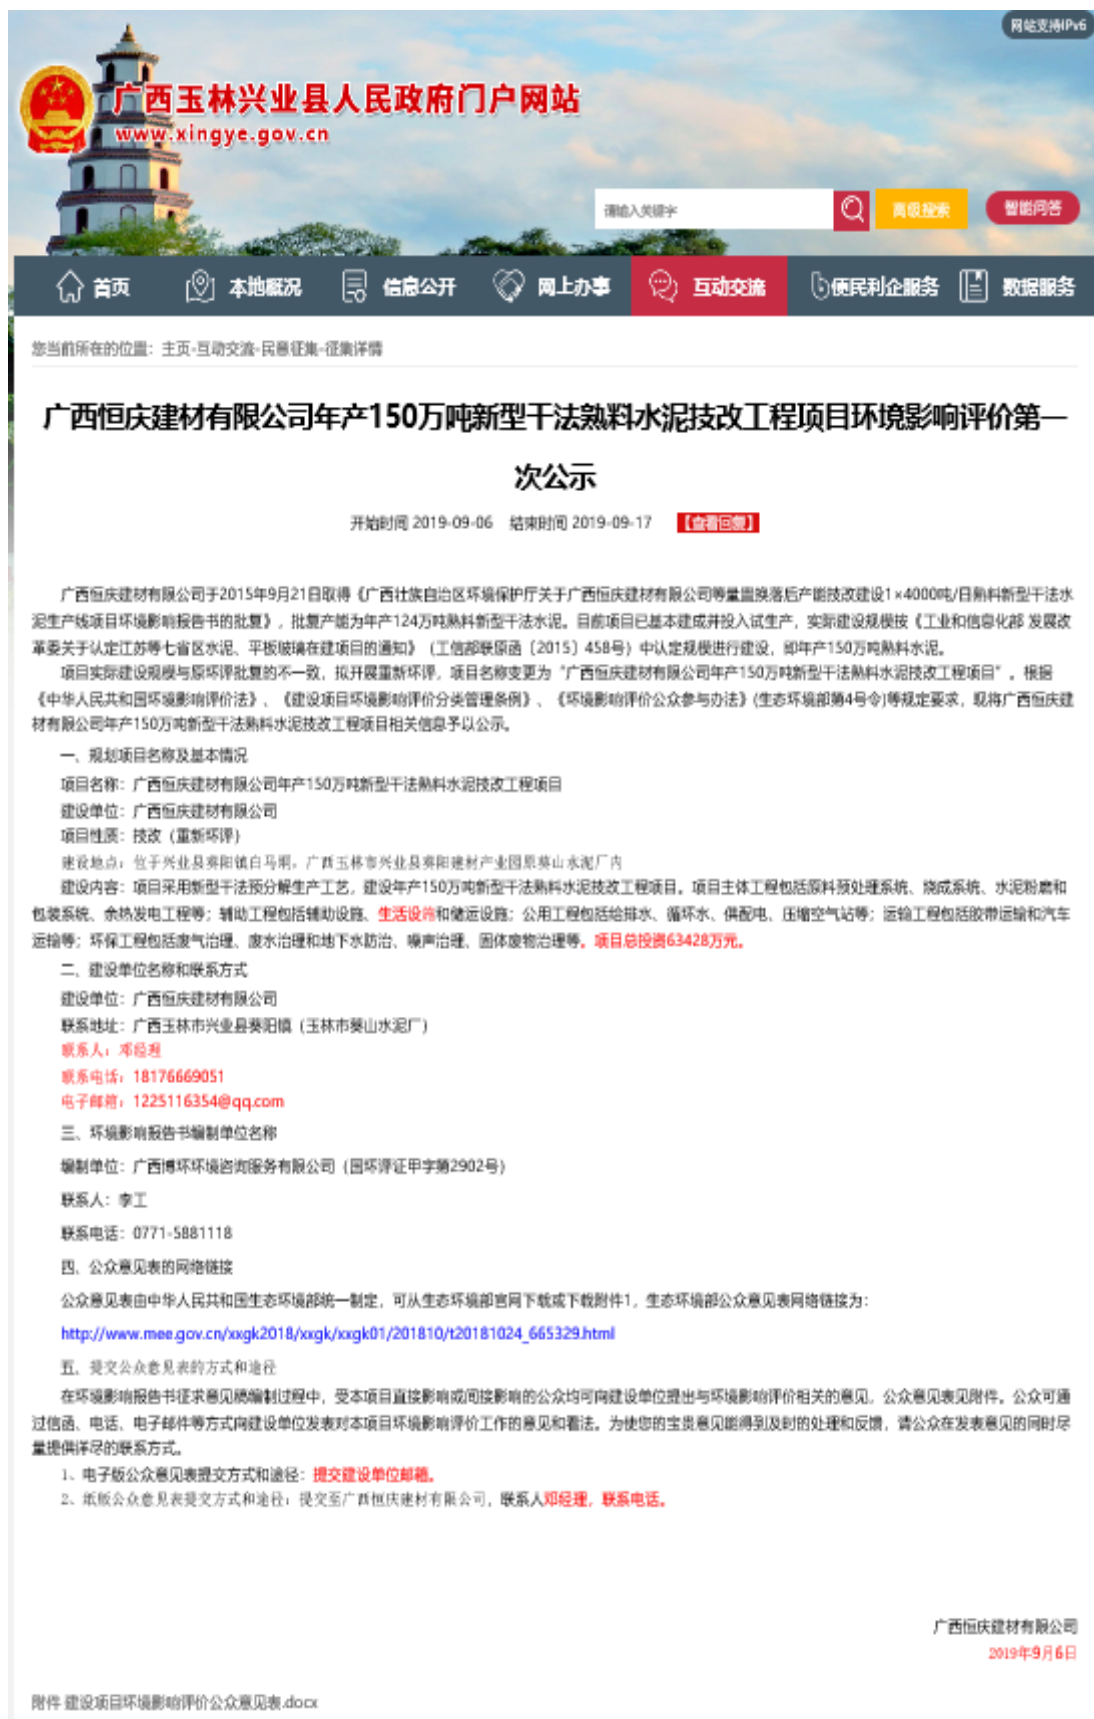 网站支持IPv6
广西玉林兴业县人民政府门户网站
www.xingye.gov.cn
请输入关键字
高级搜索
智能问答
首页 本地概况 信息公开 网上办事 互动交流 便民利企服务 数据服务
您当前所在的位置：主页-互动交流-民意征集-征集详情
广西恒庆建材有限公司年产150万吨新型干法熟料水泥技改工程项目环境影响评价第一
次公示
开始时间 2019-09-06 结束时间 2019-09-17 【查看回复】
广西恒庆建材有限公司于2015年9月21日取得《广西壮族自治区环境保护厅关于广西恒庆建材有限公司等量置换落后产能技改建设1×4000吨/日熟料新型干法水
泥生产线项目环境影响报告书的批复》，批复产能为年产124万吨熟料新型干法水泥。目前项目已基本建成并投入试生产，实际建设规模按《工业和信息化部 发展改
革委关于认定江苏等七省区水泥、平板玻璃在建项目的通知》（工信部联原函〔2015〕458号）中认定规模进行建设，即年产150万吨熟料水泥。
项目实际建设规模与原环评批复的不一致，拟开展重新环评，项目名称变更为“广西恒庆建材有限公司年产150万吨新型干法熟料水泥技改工程项目”。根据
《中华人民共和国环境影响评价法》、《建设项目环境影响评价分类管理条例》、《环境影响评价公众参与办法》(生态环境部第4号令)等规定要求，现将广西恒庆建
材有限公司年产150万吨新型干法熟料水泥技改工程项目相关信息予以公示。
一、规划项目名称及基本情况
项目名称：广西恒庆建材有限公司年产150万吨新型干法熟料水泥技改工程项目
建设单位：广西恒庆建材有限公司
项目性质：技改（重新环评）
建设地点：位于兴业县葵阳镇白马垌，广西玉林市兴业县葵阳建材产业园原葵山水泥厂内
建设内容：项目采用新型干法预分解生产工艺，建设年产150万吨新型干法熟料水泥技改工程项目。项目主体工程包括原料预处理系统、烧成系统、水泥粉磨和
包装系统、余热发电工程等；辅助工程包括辅助设施、生活设施和储运设施；公用工程包括给排水、循环水、供配电、压缩空气站等；运输工程包括胶带运输和汽车
运输等；环保工程包括废气治理、废水治理和地下水防治、噪声治理、固体废物治理等。项目总投资63428万元。
二、建设单位名称和联系方式
建设单位：广西恒庆建材有限公司
联系地址：广西玉林市兴业县葵阳镇（玉林市葵山水泥厂）
联系人：邓经理
联系电话：18176669051
电子邮箱：1225116354@qq.com
三、环境影响报告书编制单位名称
编制单位：广西博环环境咨询服务有限公司（国环评证甲字第2902号）
联系人：李工
联系电话：0771-5881118
四、公众意见表的网络链接
公众意见表由中华人民共和国生态环境部统一制定，可从生态环境部官网下载或下载附件1，生态环境部公众意见表网络链接为：
http://www.mee.gov.cn/xxgk2018/xxgk/xxgk01/201810/t20181024_665329.html
五、提交公众意见表的方式和途径
在环境影响报告书征求意见稿编制过程中，受本项目直接影响或间接影响的公众均可向建设单位提出与环境影响评价相关的意见，公众意见表见附件。公众可通
过信函、电话、电子邮件等方式向建设单位发表对本项目环境影响评价工作的意见和看法。为使您的宝贵意见能得到及时的处理和反馈，请公众在发表意见的同时尽
量提供详尽的联系方式。
1、电子版公众意见表提交方式和途径：提交建设单位邮箱。
2、纸版公众意见表提交方式和途径：提交至广西恒庆建材有限公司，联系人邓经理，联系电话。
广西恒庆建材有限公司
2019年9月6日
附件 建设项目环境影响评价公众意见表.docx